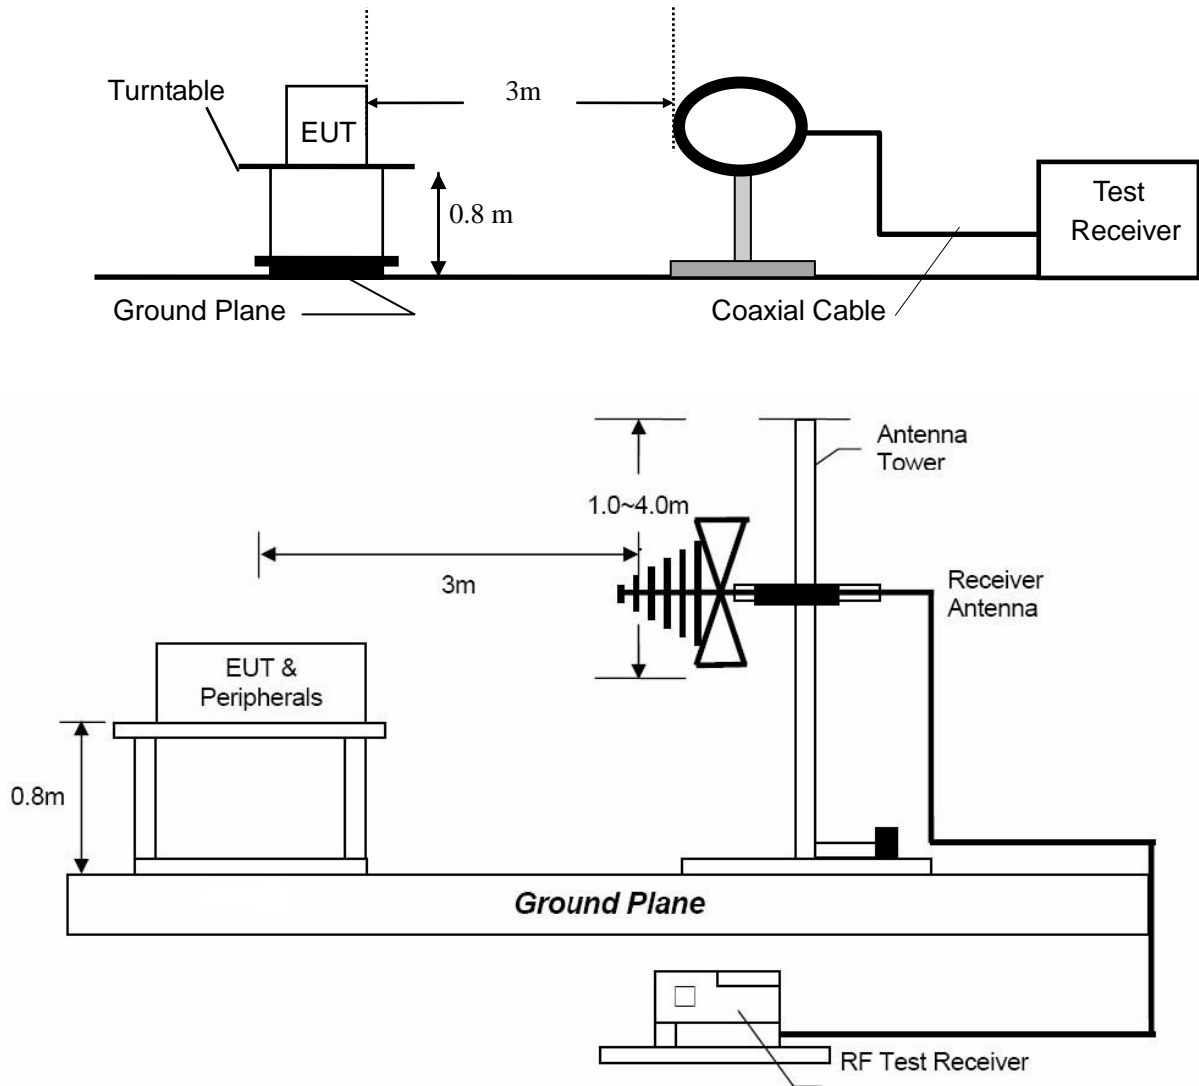 Turntable
3m
EUT
0.8 m
Test
Receiver
Ground Plane
Coaxial Cable
Antenna
Tower
1.0~4.0m
3m
Receiver
Antenna
EUT &
Peripherals
0.8m
Ground Plane
RF Test Receiver